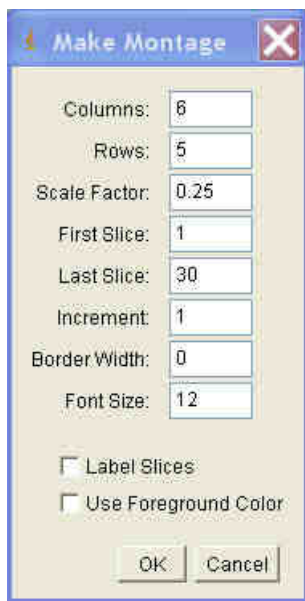 Make Montage
Columns: 6
Rows: 5
Scale Factor: 0.25
First Slice: 1
Last Slice: 30
Increment: 1
Border Width: 0
Font Size: 12
Label Slices
Use Foreground Color
OK Cancel